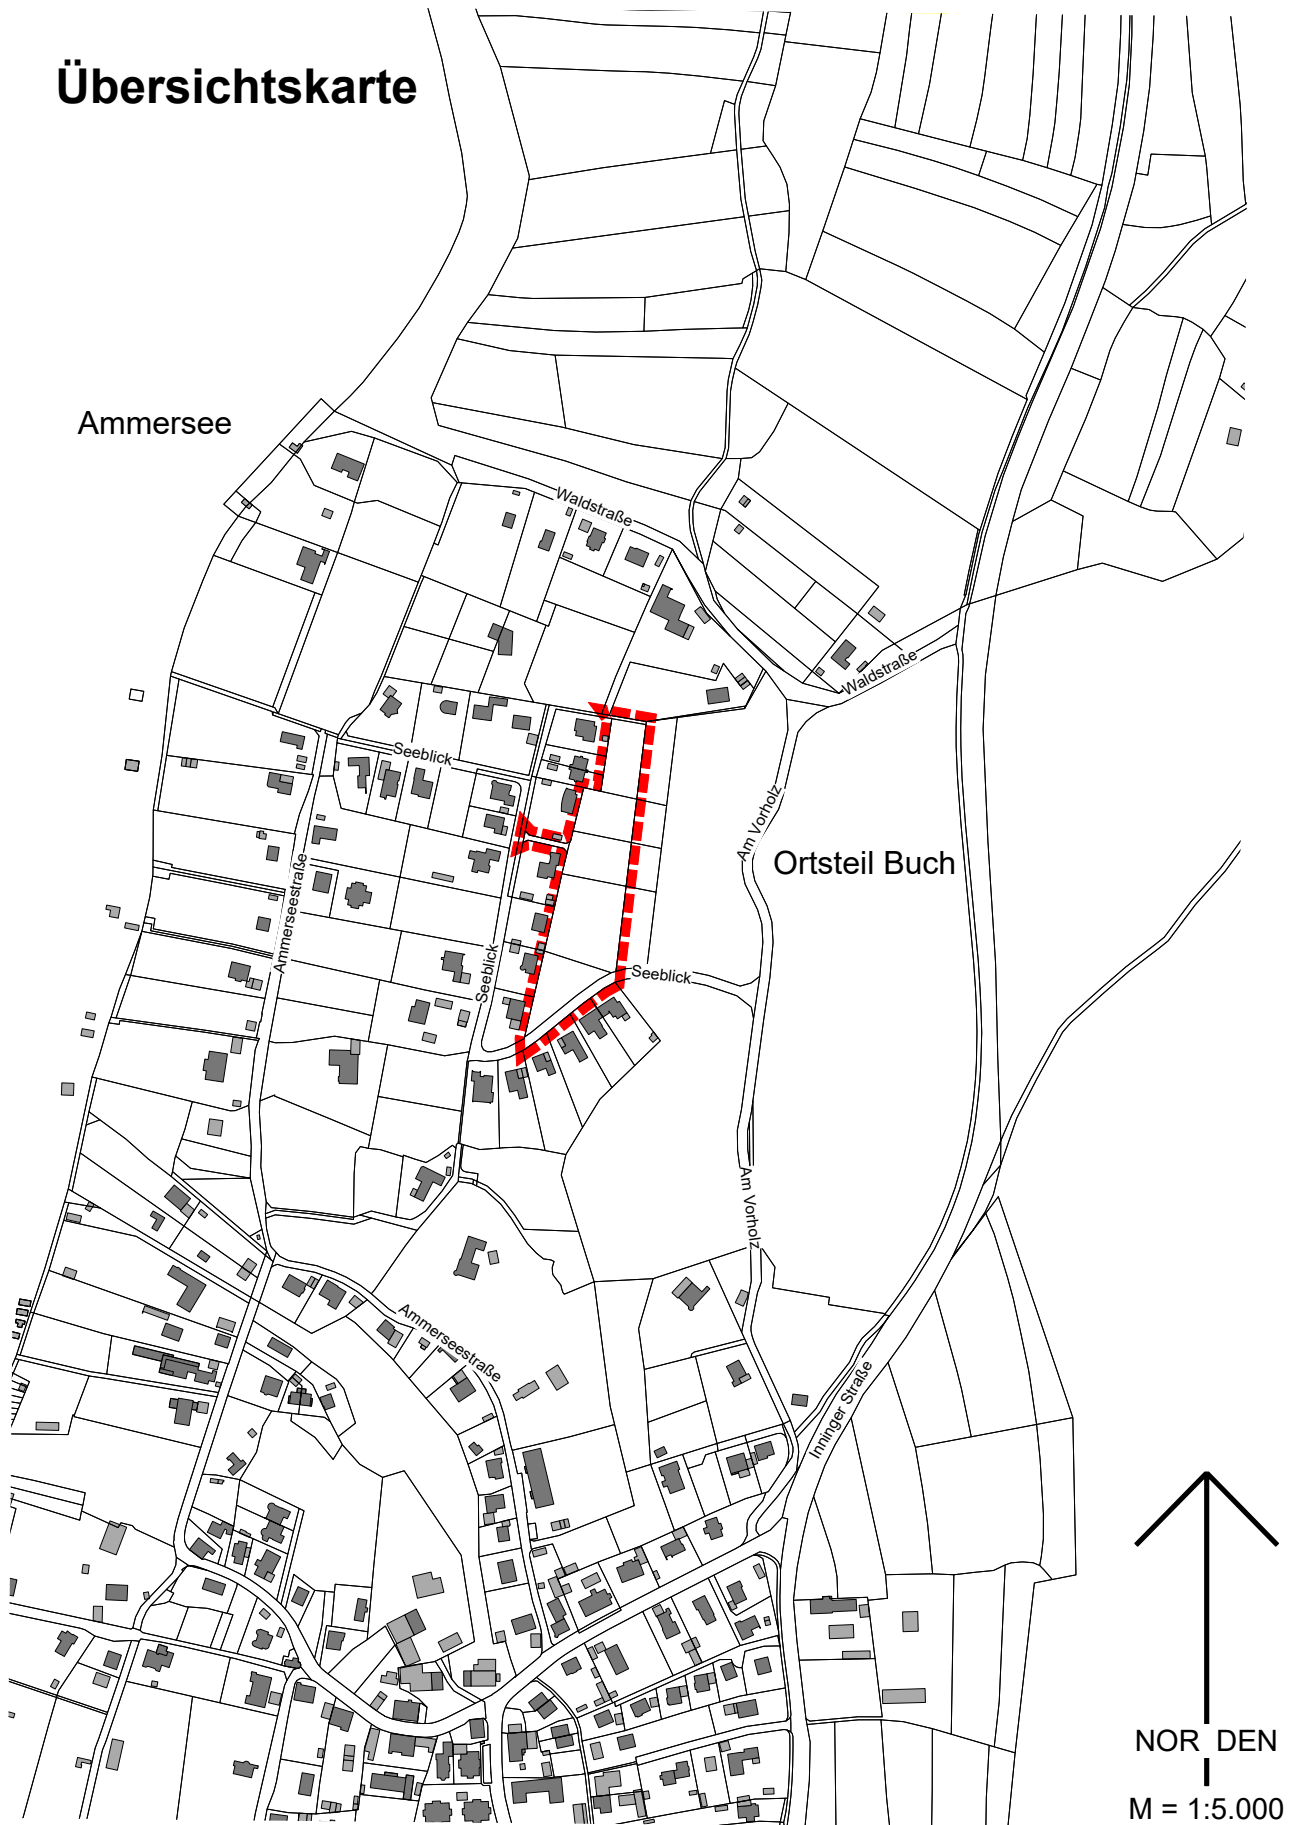 Übersichtskarte
Ammersee
Waldstraße
Waldstraße
Seeblick
Am Vorholz
Ortsteil Buch
Ammerseestraße
Seeblick
Seeblick
Am Vorholz
Ammerseestraße
Inninger Straße
NOR DEN
M = 1:5.000